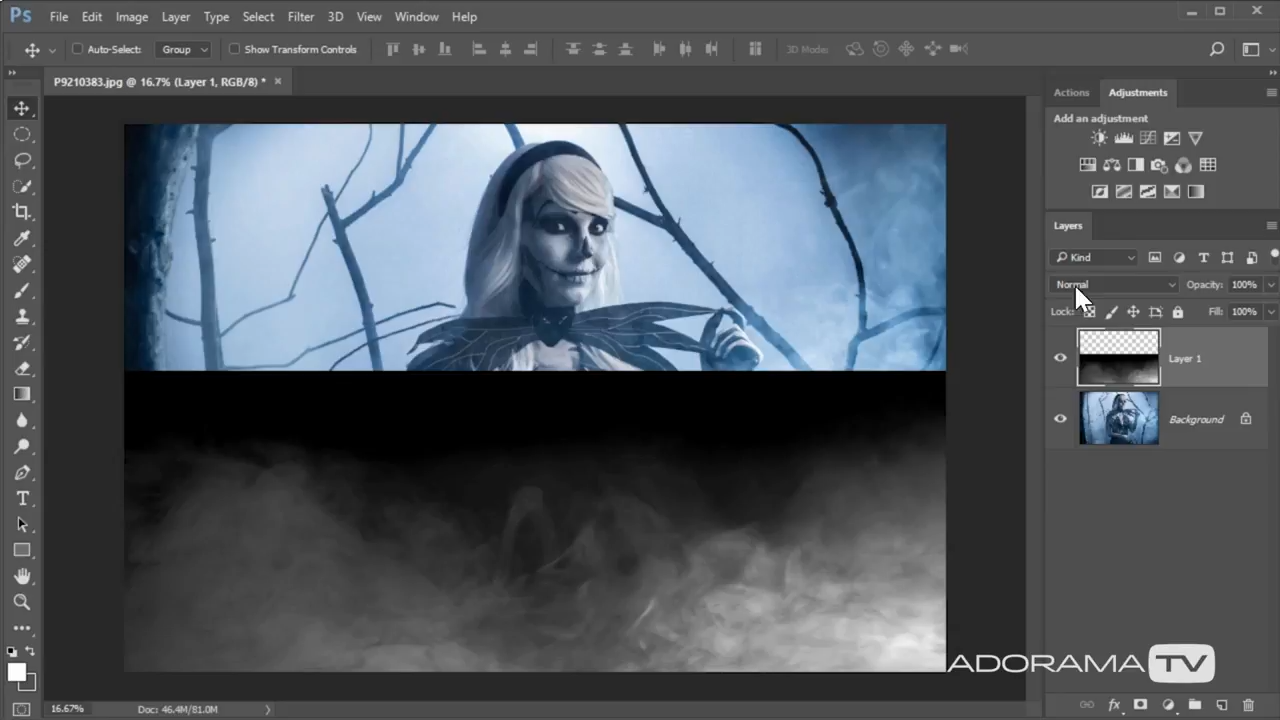 Ps File Edit Image Layer Type Select Filter 3D View Window Help
Auto-Select: Group Show Transform Controls 3D Mode:
P9210383.jpg @ 16.7% (Layer 1, RGB/8) *
Actions Adjustments
Add an adjustment
Layers
Kind
Normal Opacity: 100%
Lock: Fill: 100%
Layer 1
Background
ADORAMA TV
16.67% Doc: 46.4M/81.0M